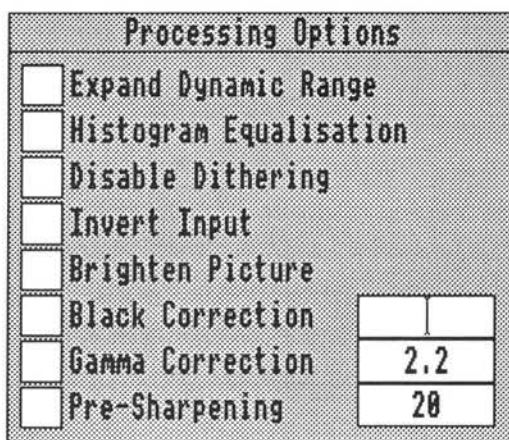 Processing Options
Expand Dynamic Range
Histogram Equalisation
Disable Dithering
Invert Input
Brighten Picture
Black Correction
Gamma Correction 2.2
Pre-Sharpening 20